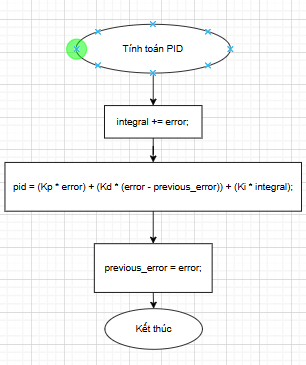 Tính toán PID
integral += error;
pid = (Kp * error) + (Kd * (error - previous_error)) + (Ki * integral);
previous_error = error;
Kết thúc